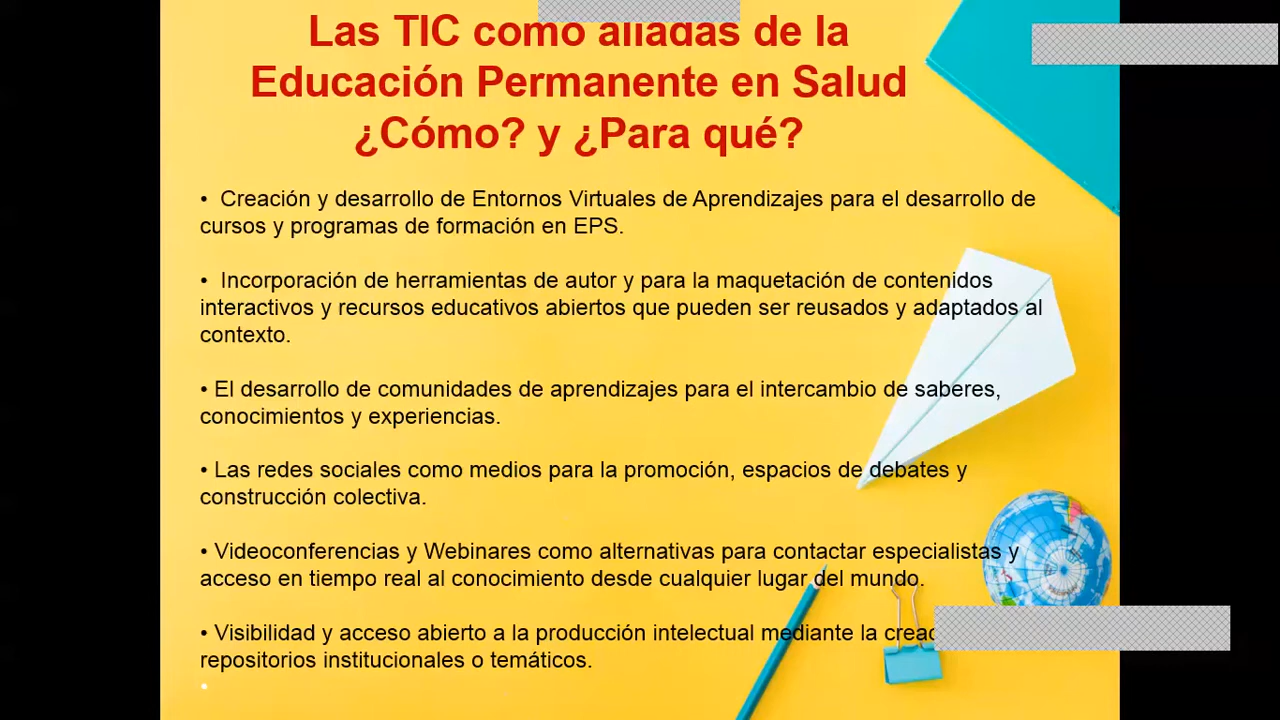 Las TIC como aliadas de la
Educación Permanente en Salud
¿Cómo? y ¿Para qué?
• Creación y desarrollo de Entornos Virtuales de Aprendizajes para el desarrollo de
cursos y programas de formación en EPS.
• Incorporación de herramientas de autor y para la maquetación de contenidos
interactivos y recursos educativos abiertos que pueden ser reusados y adaptados al
contexto.
• El desarrollo de comunidades de aprendizajes para el intercambio de saberes,
conocimientos y experiencias.
• Las redes sociales como medios para la promoción, espacios de debates y
construcción colectiva.
• Videoconferencias y Webinares como alternativas para contactar especialistas y
acceso en tiempo real al conocimiento desde cualquier lugar del mundo.
• Visibilidad y acceso abierto a la producción intelectual mediante la
repositorios institucionales o temáticos.
•